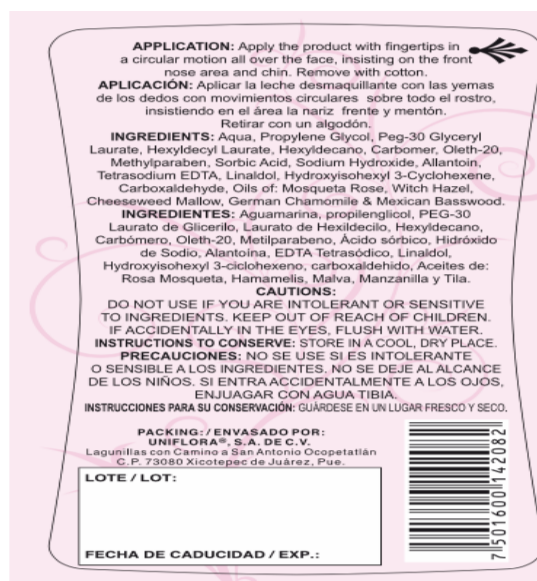 APPLICATION: Apply the product with fingertips in
a circular motion all over the face, insisting on the front
nose area and chin. Remove with cotton.
APLICACIÓN: Aplicar la leche desmaquillante con las yemas
de los dedos con movimientos circulares sobre todo el rostro,
insistiendo en el área la nariz frente y mentón.
Retirar con un algodón.
INGREDIENTS: Aqua, Propylene Glycol, Peg-30 Glyceryl
Laurate, Hexyldecyl Laurate, Hexyldecano, Carbomer, Oleth-20,
Methylparaben, Sorbic Acid, Sodium Hydroxide, Allantoin,
Tetrasodium EDTA, Linaldol, Hydroxyisohexyl 3-Cyclohexene,
Carboxaldehyde, Oils of: Mosqueta Rose, Witch Hazel,
Cheeseweed Mallow, German Chamomile & Mexican Basswood.
INGREDIENTES: Aguamarina, propilenglicol, PEG-30
Laurato de Glicerilo, Laurato de Hexildecilo, Hexyldecano,
Carbómero, Oleth-20, Metilparabeno, Ácido sórbico, Hidróxido
de Sodio, Alantoína, EDTA Tetrasódico, Linaldol,
Hydroxyisohexyl 3-ciclohexeno, carboxaldehido, Aceites de:
Rosa Mosqueta, Hamamelis, Malva, Manzanilla y Tila.
CAUTIONS:
DO NOT USE IF YOU ARE INTOLERANT OR SENSITIVE
TO INGREDIENTS. KEEP OUT OF REACH OF CHILDREN.
IF ACCIDENTALLY IN THE EYES, FLUSH WITH WATER.
INSTRUCTIONS TO CONSERVE: STORE IN A COOL, DRY PLACE.
PRECAUCIONES: NO SE USE SI ES INTOLERANTE
O SENSIBLE A LOS INGREDIENTES. NO SE DEJE AL ALCANCE
DE LOS NIÑOS. SI ENTRA ACCIDENTALMENTE A LOS OJOS,
ENJUAGAR CON AGUA TIBIA.
INSTRUCCIONES PARA SU CONSERVACIÓN: GUÁRDESE EN UN LUGAR FRESCO Y SECO.
PACKING: / ENVASADO POR:
UNIFLORA®, S.A. DE C.V.
Lagunillas con Camino a San Antonio Ocopetatlán
C.P. 73080 Xicotepec de Juárez, Pue.
LOTE / LOT:
FECHA DE CADUCIDAD / EXP.:
7 501600 142082